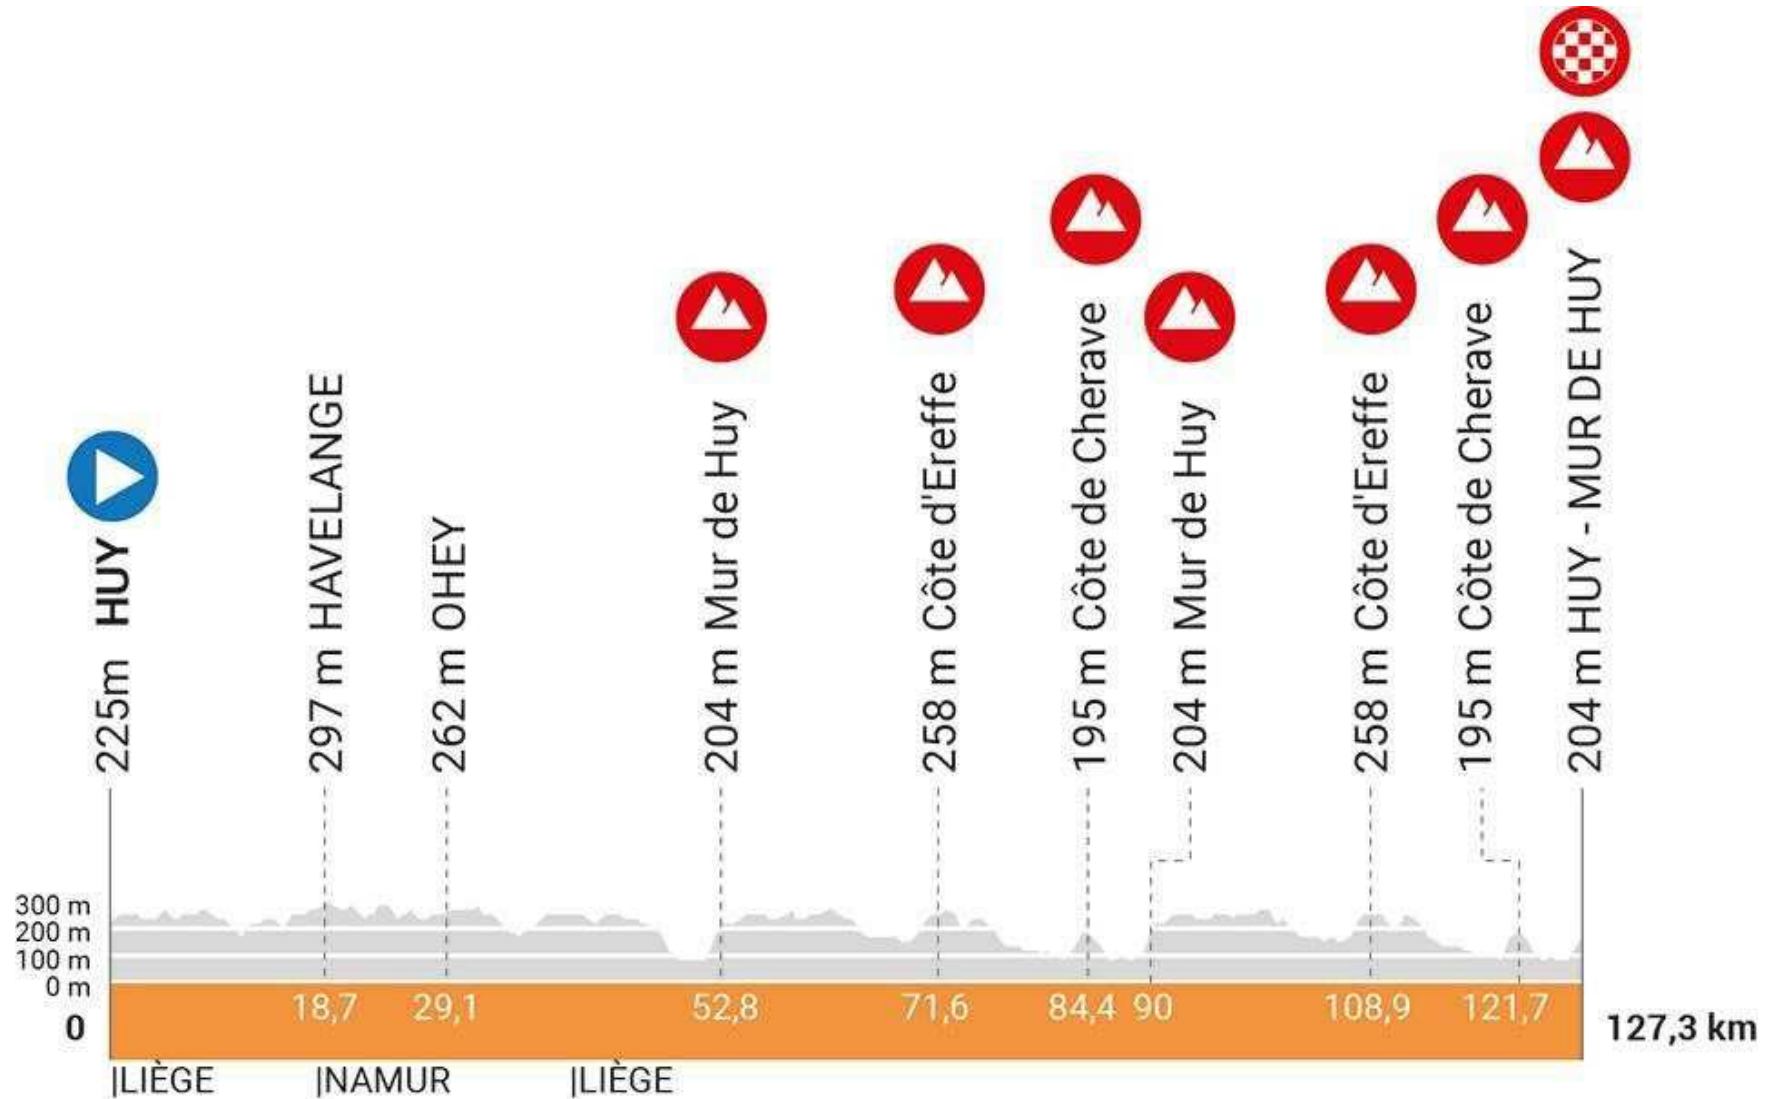 225m HUY
297 m HAVELANGE
262 m OHEY
204 m Mur de Huy
258 m Côte d'Ereffe
195 m Côte de Cherave
204 m Mur de Huy
258 m Côte d'Ereffe
195 m Côte de Cherave
204 m HUY - MUR DE HUY
300 m
200 m
100 m
0 m
0
18,7
29,1
52,8
71,6
84,4
90
108,9
121,7
127,3 km
|LIÈGE
|NAMUR
|LIÈGE